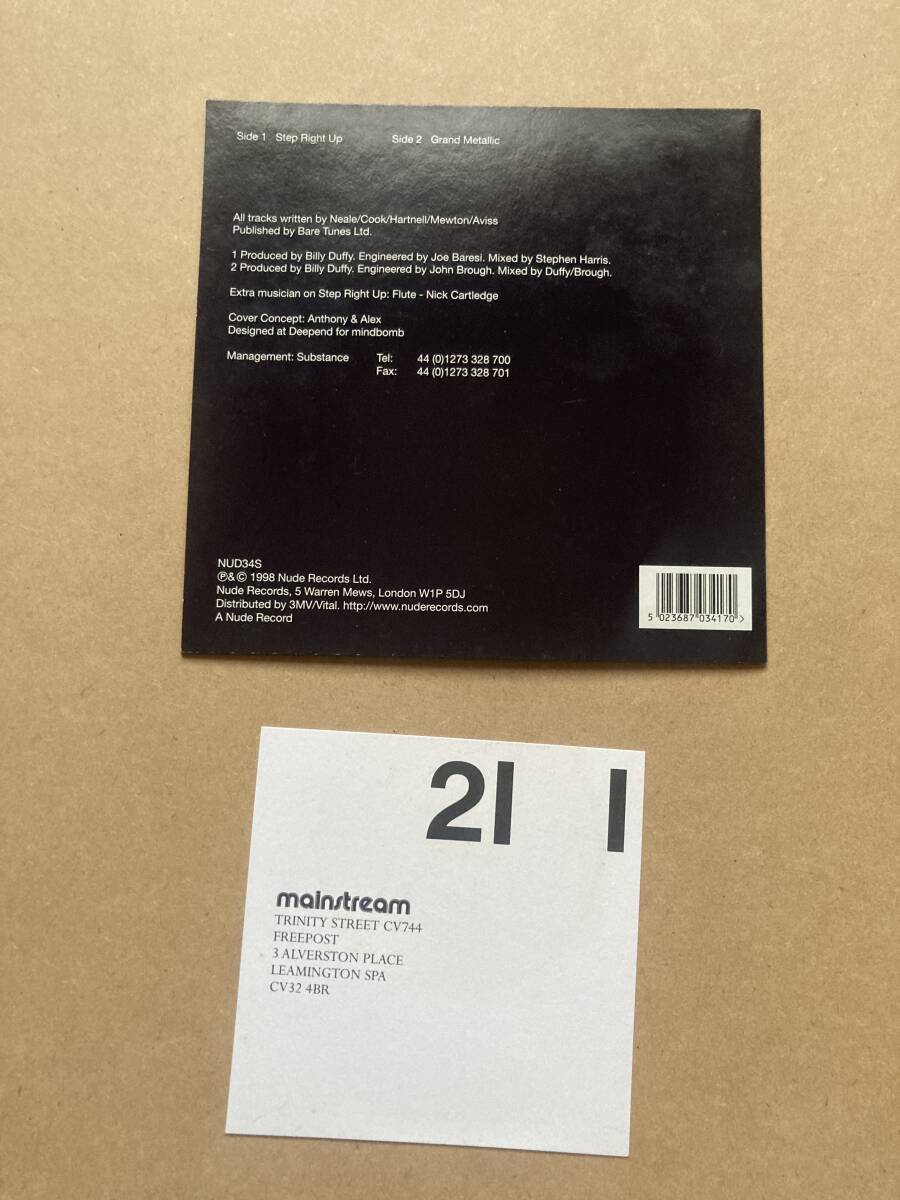 Side 1 Step Right Up Side 2 Grand Metallic
All tracks written by Neale/Cook/Hartnell/Mewton/Aviss
Published by Bare Tunes Ltd.
1 Produced by Billy Duffy. Engineered by Joe Baresi. Mixed by Stephen Harris.
2 Produced by Billy Duffy. Engineered by John Brough. Mixed by Duffy/Brough.
Extra musician on Step Right Up: Flute - Nick Cartledge
Cover Concept: Anthony & Alex
Designed at Deepend for mindbomb
Management: Substance Tel: 44 (0)1273 328 700
Fax: 44 (0)1273 328 701
NUD34S
℗&© 1998 Nude Records Ltd.
Nude Records, 5 Warren Mews, London W1P 5DJ
Distributed by 3MV/Vital. http://www.nuderecords.com
A Nude Record
5 023687 034170 >
21 1
mainstream
TRINITY STREET CV744
FREEPOST
3 ALVERSTON PLACE
LEAMINGTON SPA
CV32 4BR